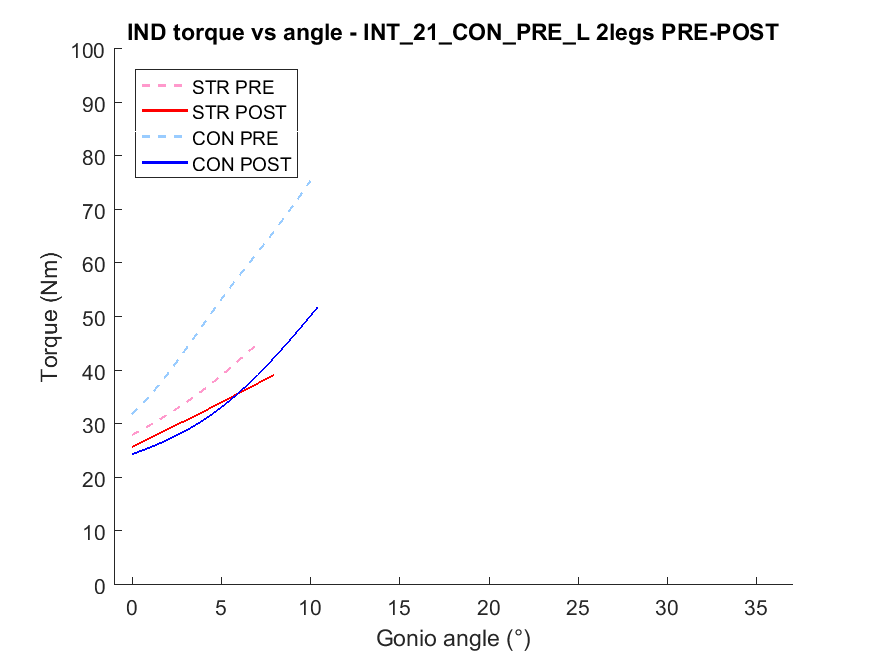 IND torque vs angle - INT_21_CON_PRE_L 2legs PRE-POST
100
90
80
70
60
50
40
30
20
10
0
Torque (Nm)
STR PRE
STR POST
CON PRE
CON POST
0 5 10 15 20 25 30 35
Gonio angle (°)